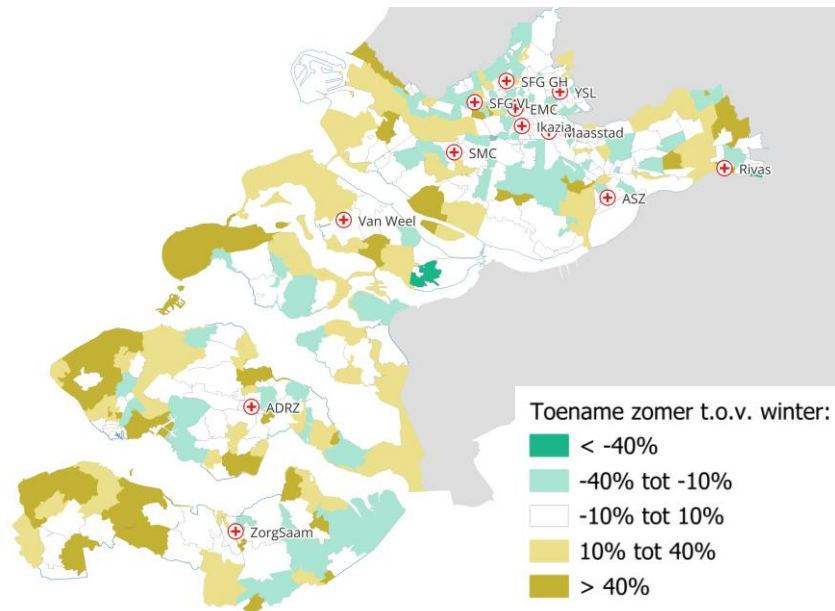 SFG GH
YSL
SFG VL
EMC
Ikazia
Maasstad
SMC
Rivas
ASZ
Van Weel
ADRZ
ZorgSaam
Toename zomer t.o.v. winter:
< -40%
-40% tot -10%
-10% tot 10%
10% tot 40%
> 40%